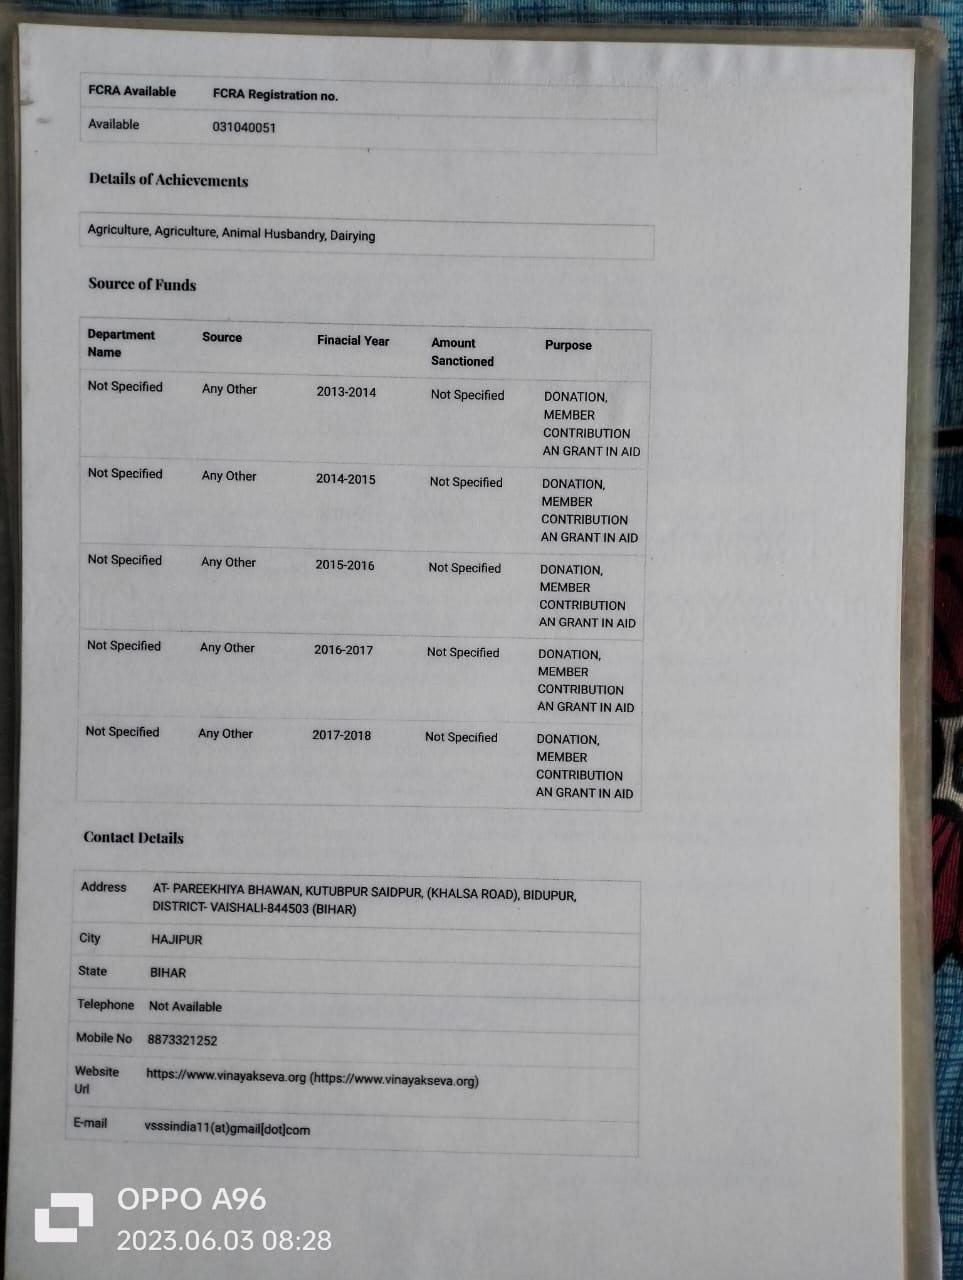 FCRA Available FCRA Registration no.
Available 031040051
Details of Achievements
Agriculture, Agriculture, Animal Husbandry, Dairying
Source of Funds
Department Name Source Finacial Year Amount Sanctioned Purpose
Not Specified Any Other 2013-2014 Not Specified DONATION,
MEMBER
CONTRIBUTION
AN GRANT IN AID
Not Specified Any Other 2014-2015 Not Specified DONATION,
MEMBER
CONTRIBUTION
AN GRANT IN AID
Not Specified Any Other 2015-2016 Not Specified DONATION,
MEMBER
CONTRIBUTION
AN GRANT IN AID
Not Specified Any Other 2016-2017 Not Specified DONATION,
MEMBER
CONTRIBUTION
AN GRANT IN AID
Not Specified Any Other 2017-2018 Not Specified DONATION,
MEMBER
CONTRIBUTION
AN GRANT IN AID
Contact Details
Address AT- PAREEKHIYA BHAWAN, KUTUBPUR SAIDPUR, (KHALSA ROAD), BIDUPUR,
DISTRICT- VAISHALI-844503 (BIHAR)
City HAJIPUR
State BIHAR
Telephone Not Available
Mobile No 8873321252
Website Url https://www.vinayakseva.org (https://www.vinayakseva.org)
E-mail vsssindia11(at)gmail[dot]com
OPPO A96
2023.06.03 08:28